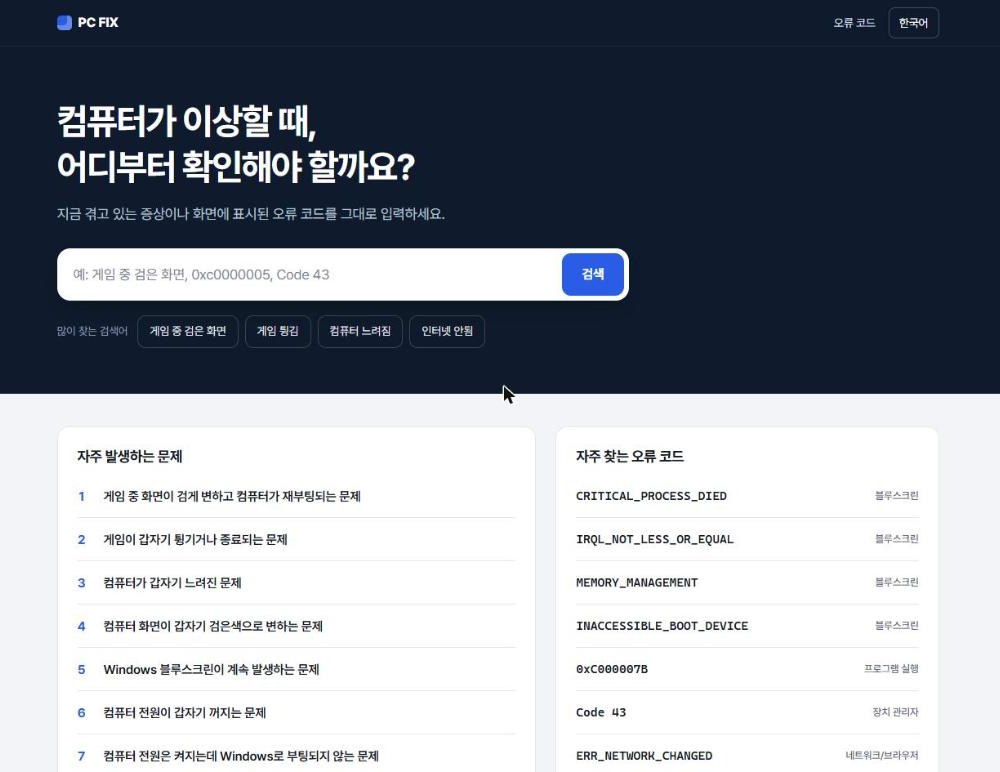 PC FIX
오류 코드
한국어
컴퓨터가 이상할 때,
어디부터 확인해야 할까요?
지금 겪고 있는 증상이나 화면에 표시된 오류 코드를 그대로 입력하세요.
예: 게임 중 검은 화면, 0xc0000005, Code 43
검색
많이 찾는 검색어
게임 중 검은 화면
게임 튕김
컴퓨터 느려짐
인터넷 안됨
자주 발생하는 문제
1 게임 중 화면이 검게 변하고 컴퓨터가 재부팅되는 문제
2 게임이 갑자기 튕기거나 종료되는 문제
3 컴퓨터가 갑자기 느려진 문제
4 컴퓨터 화면이 갑자기 검은색으로 변하는 문제
5 Windows 블루스크린이 계속 발생하는 문제
6 컴퓨터 전원이 갑자기 꺼지는 문제
7 컴퓨터 전원은 켜지는데 Windows로 부팅되지 않는 문제
자주 찾는 오류 코드
CRITICAL_PROCESS_DIED 블루스크린
IRQL_NOT_LESS_OR_EQUAL 블루스크린
MEMORY_MANAGEMENT 블루스크린
INACCESSIBLE_BOOT_DEVICE 블루스크린
0xC000007B 프로그램 실행
Code 43 장치 관리자
ERR_NETWORK_CHANGED 네트워크/브라우저